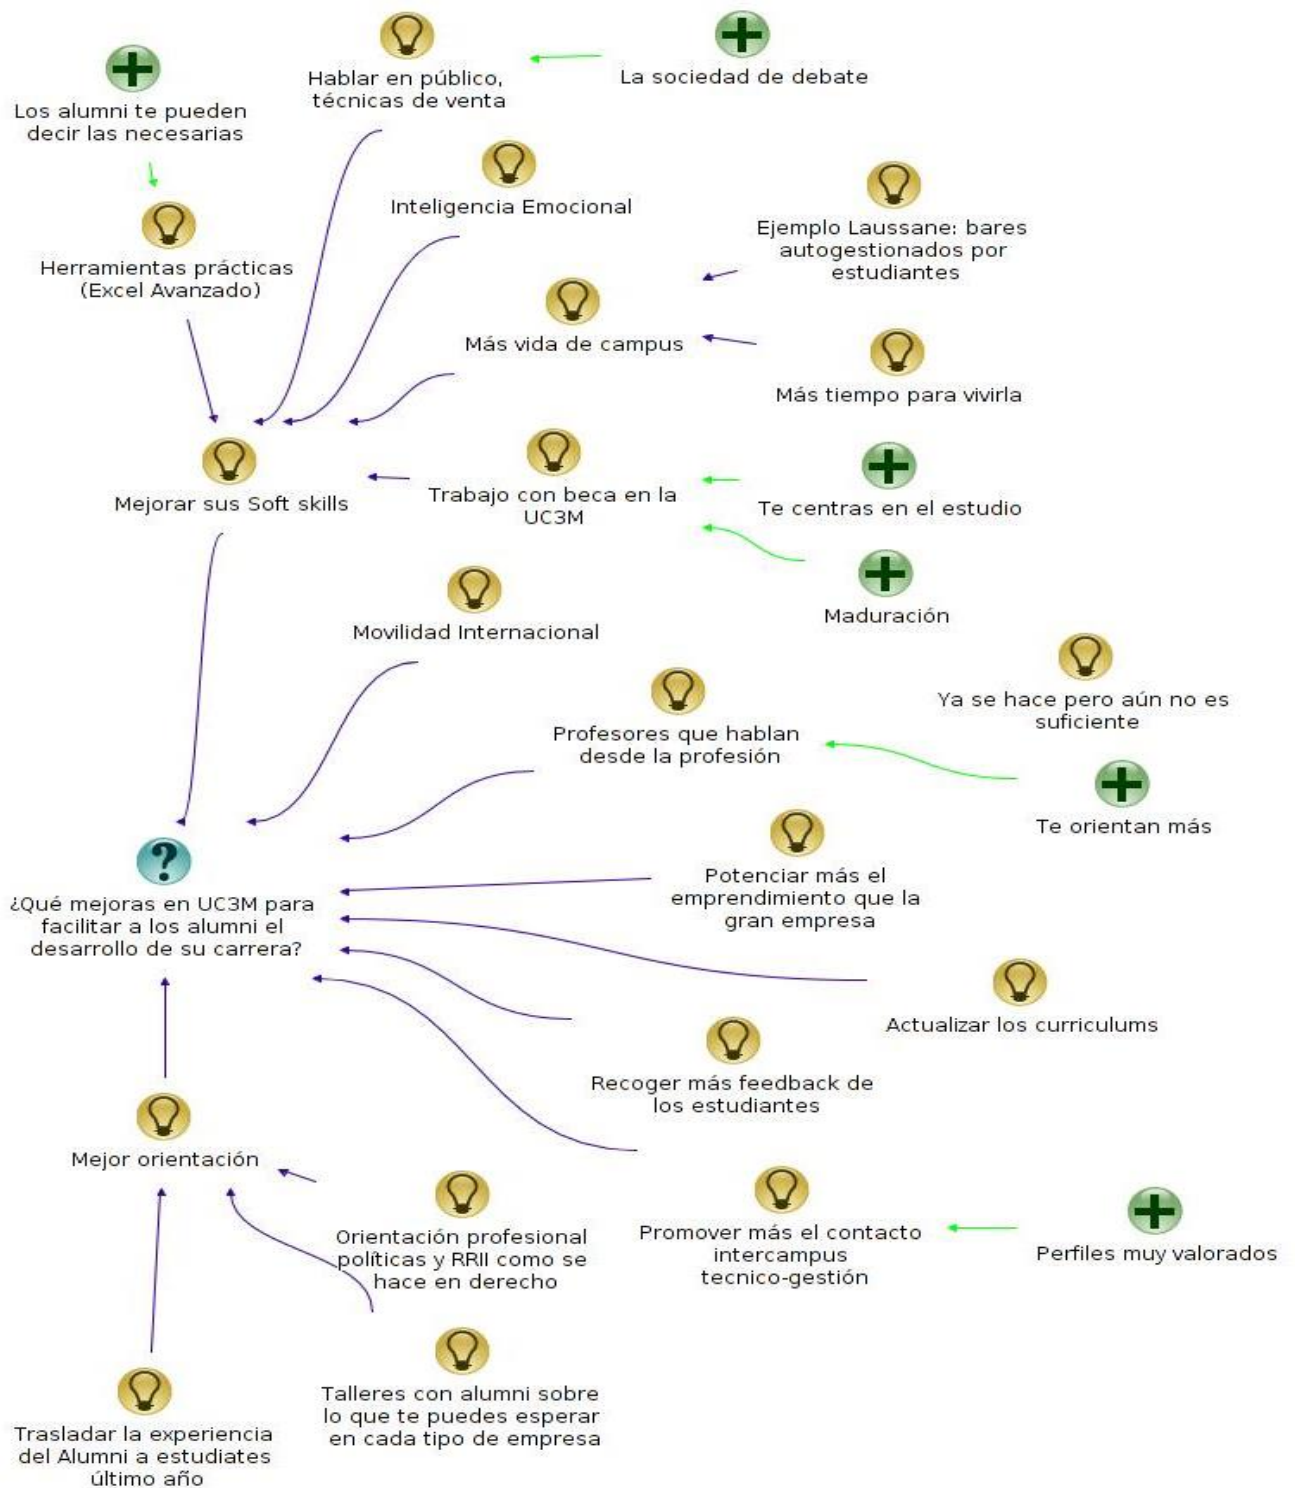 Hablar en público,
técnicas de venta
La sociedad de debate
Los alumni te pueden
decir las necesarias
Inteligencia Emocional
Ejemplo Laussane: bares
autogestionados por
estudiantes
Herramientas prácticas
(Excel Avanzado)
Más vida de campus
Más tiempo para vivirla
Mejorar sus Soft skills
Trabajo con beca en la
UC3M
Te centras en el estudio
Maduración
Movilidad Internacional
Ya se hace pero aún no es
suficiente
Profesores que hablan
desde la profesión
Te orientan más
Potenciar más el
emprendimiento que la
gran empresa
?
¿Qué mejoras en UC3M para
facilitar a los alumni el
desarrollo de su carrera?
Actualizar los curriculums
Recoger más feedback de
los estudiantes
Mejor orientación
Orientación profesional
políticas y RRII como se
hace en derecho
Promover más el contacto
intercampus
tecnico-gestión
Perfiles muy valorados
Talleres con alumni sobre
lo que te puedes esperar
en cada tipo de empresa
Trasladar la experiencia
del Alumni a estudiates
último año